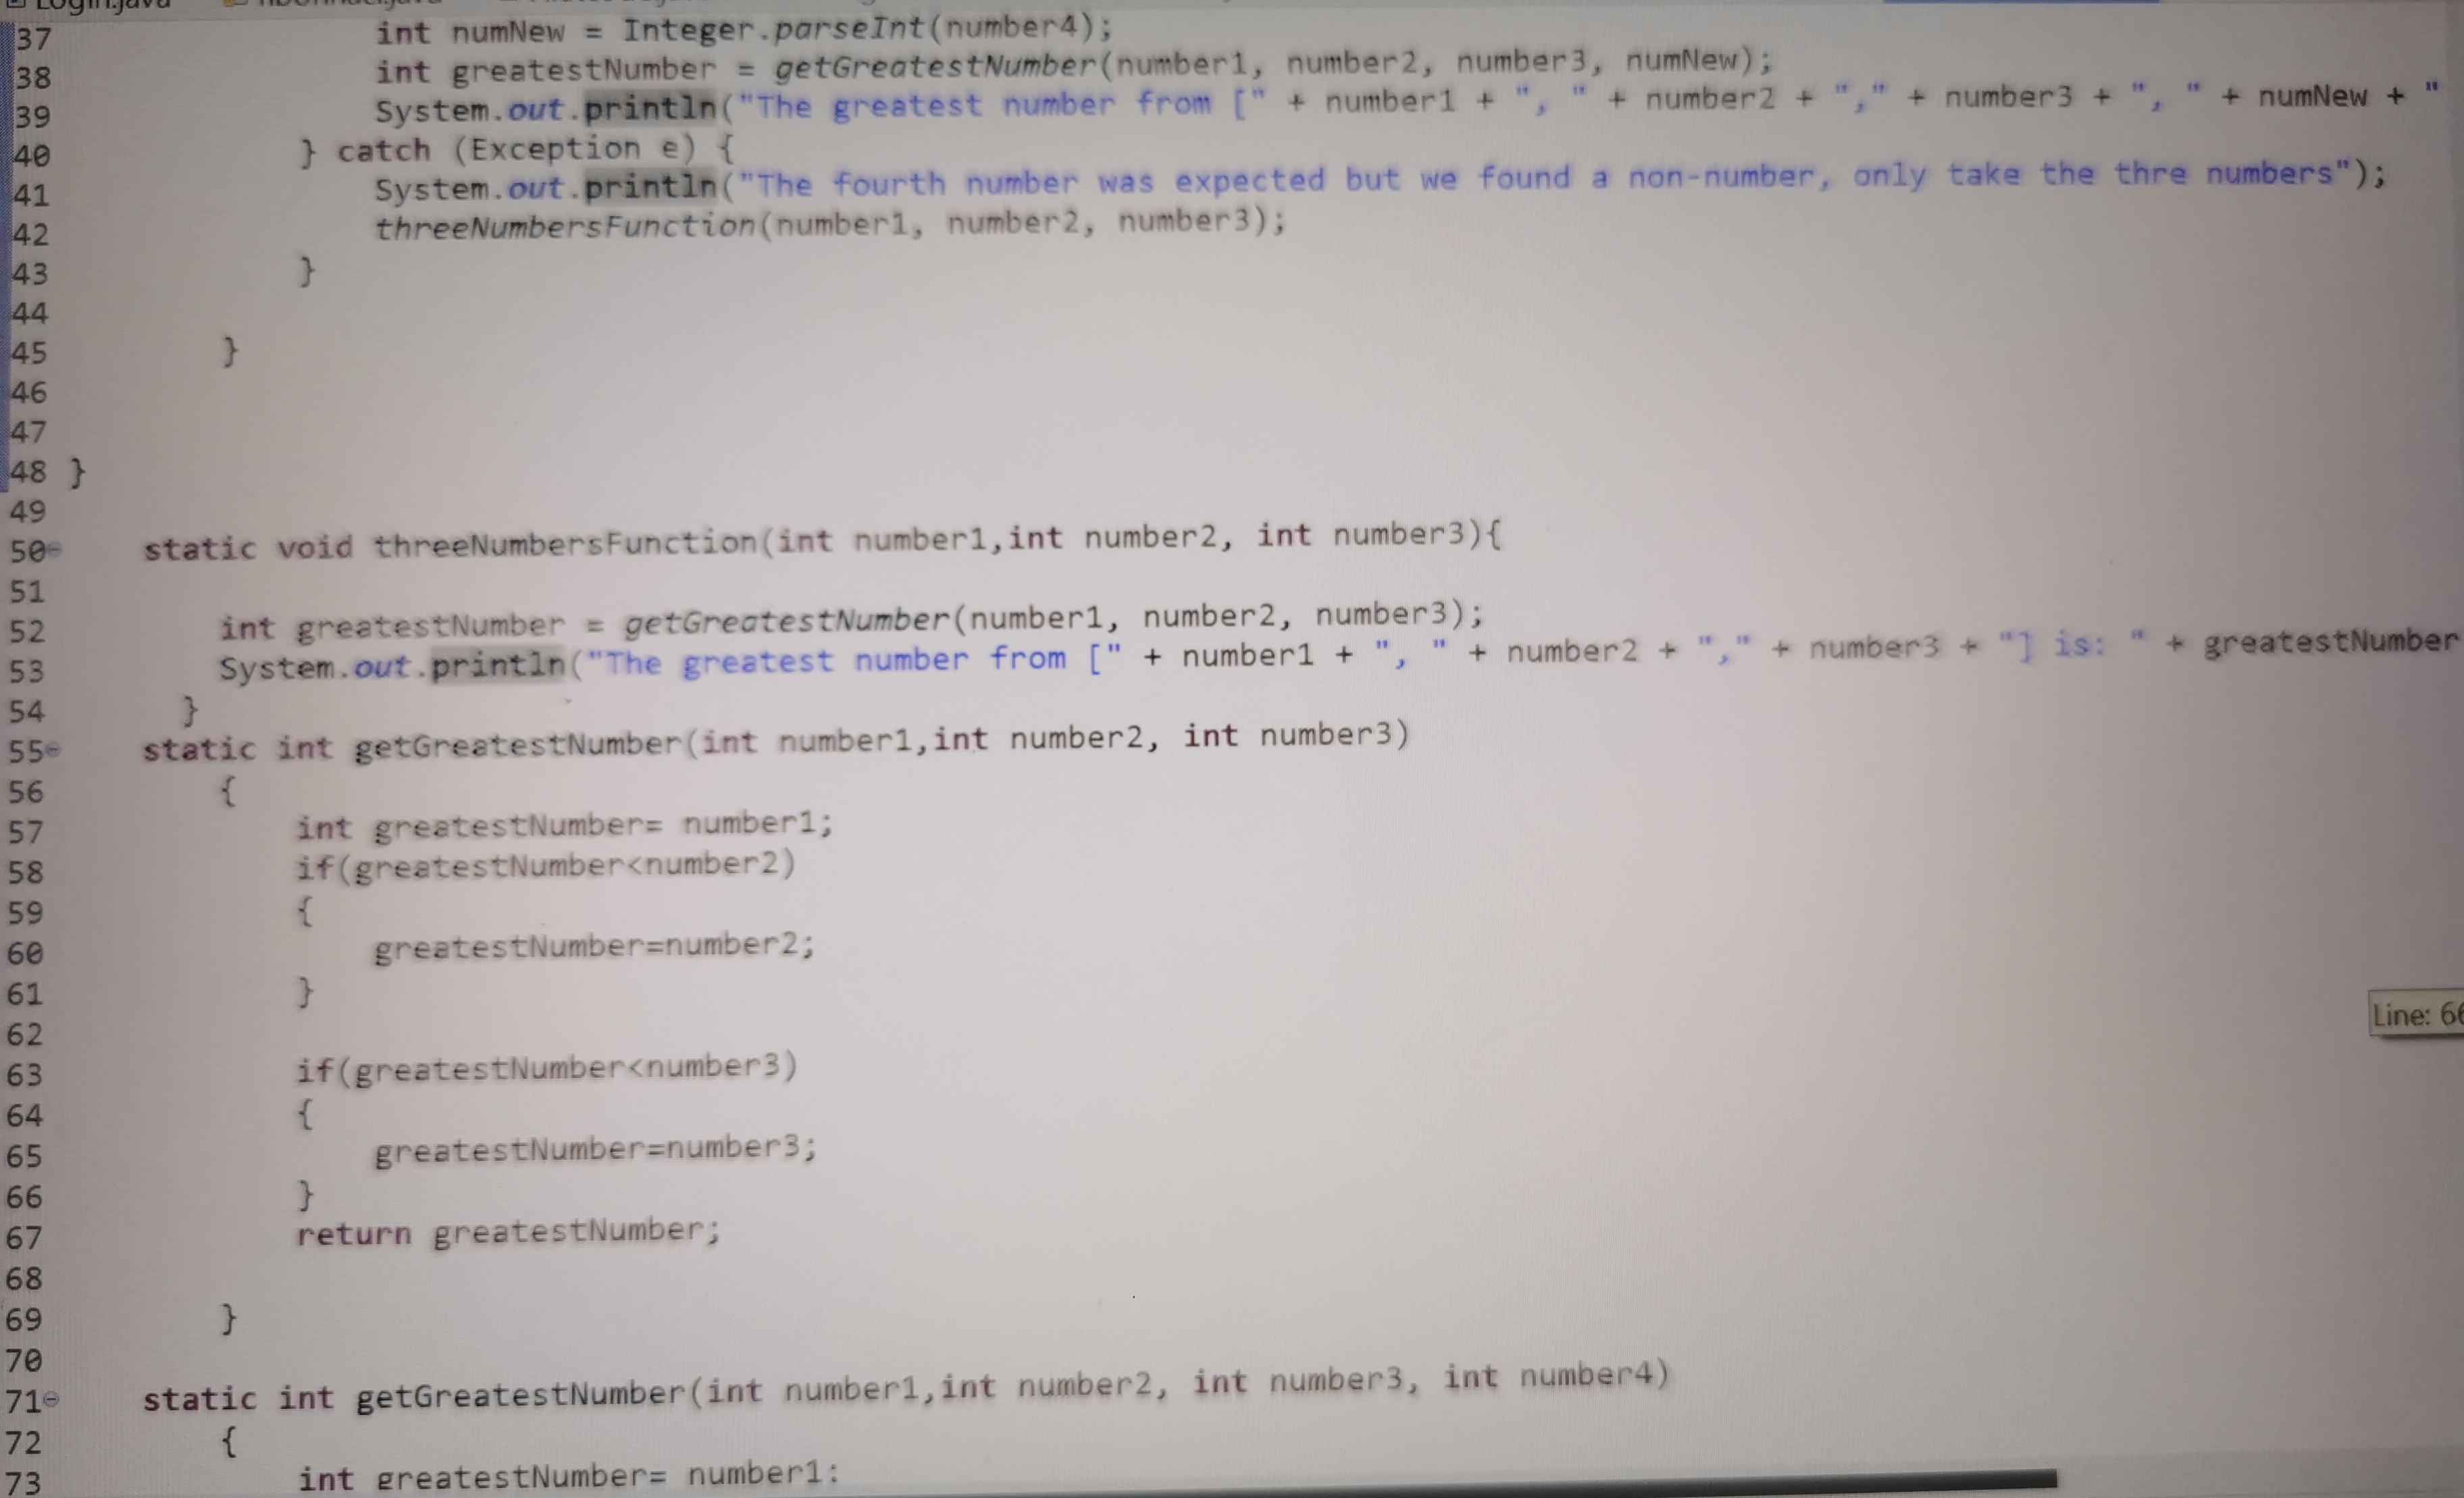 Login.java
37 int numNew = Integer.parseInt(number4);
38 int greatestNumber = getGreatestNumber(number1, number2, number3, numNew);
39 System.out.println("The greatest number from [" + number1 + ", " + number2 + "," + number3 + ", " + numNew + "
40 } catch (Exception e) {
41 System.out.println("The fourth number was expected but we found a non-number, only take the thre numbers");
42 threeNumbersFunction(number1, number2, number3);
43 }
44
45 }
46
47
48 }
49
50 static void threeNumbersFunction(int number1,int number2, int number3){
51
52 int greatestNumber = getGreatestNumber(number1, number2, number3);
53 System.out.println("The greatest number from [" + number1 + ", " + number2 + "," + number3 + "] is: " + greatestNumber
54 }
55 static int getGreatestNumber(int number1,int number2, int number3)
56 {
57 int greatestNumber= number1;
58 if(greatestNumber<number2)
59 {
60 greatestNumber=number2;
61 }
62
63 if(greatestNumber<number3)
64 {
65 greatestNumber=number3;
66 }
Line: 66
67 return greatestNumber;
68
69 }
70
71 static int getGreatestNumber(int number1,int number2, int number3, int number4)
72 {
73 int greatestNumber= number1: